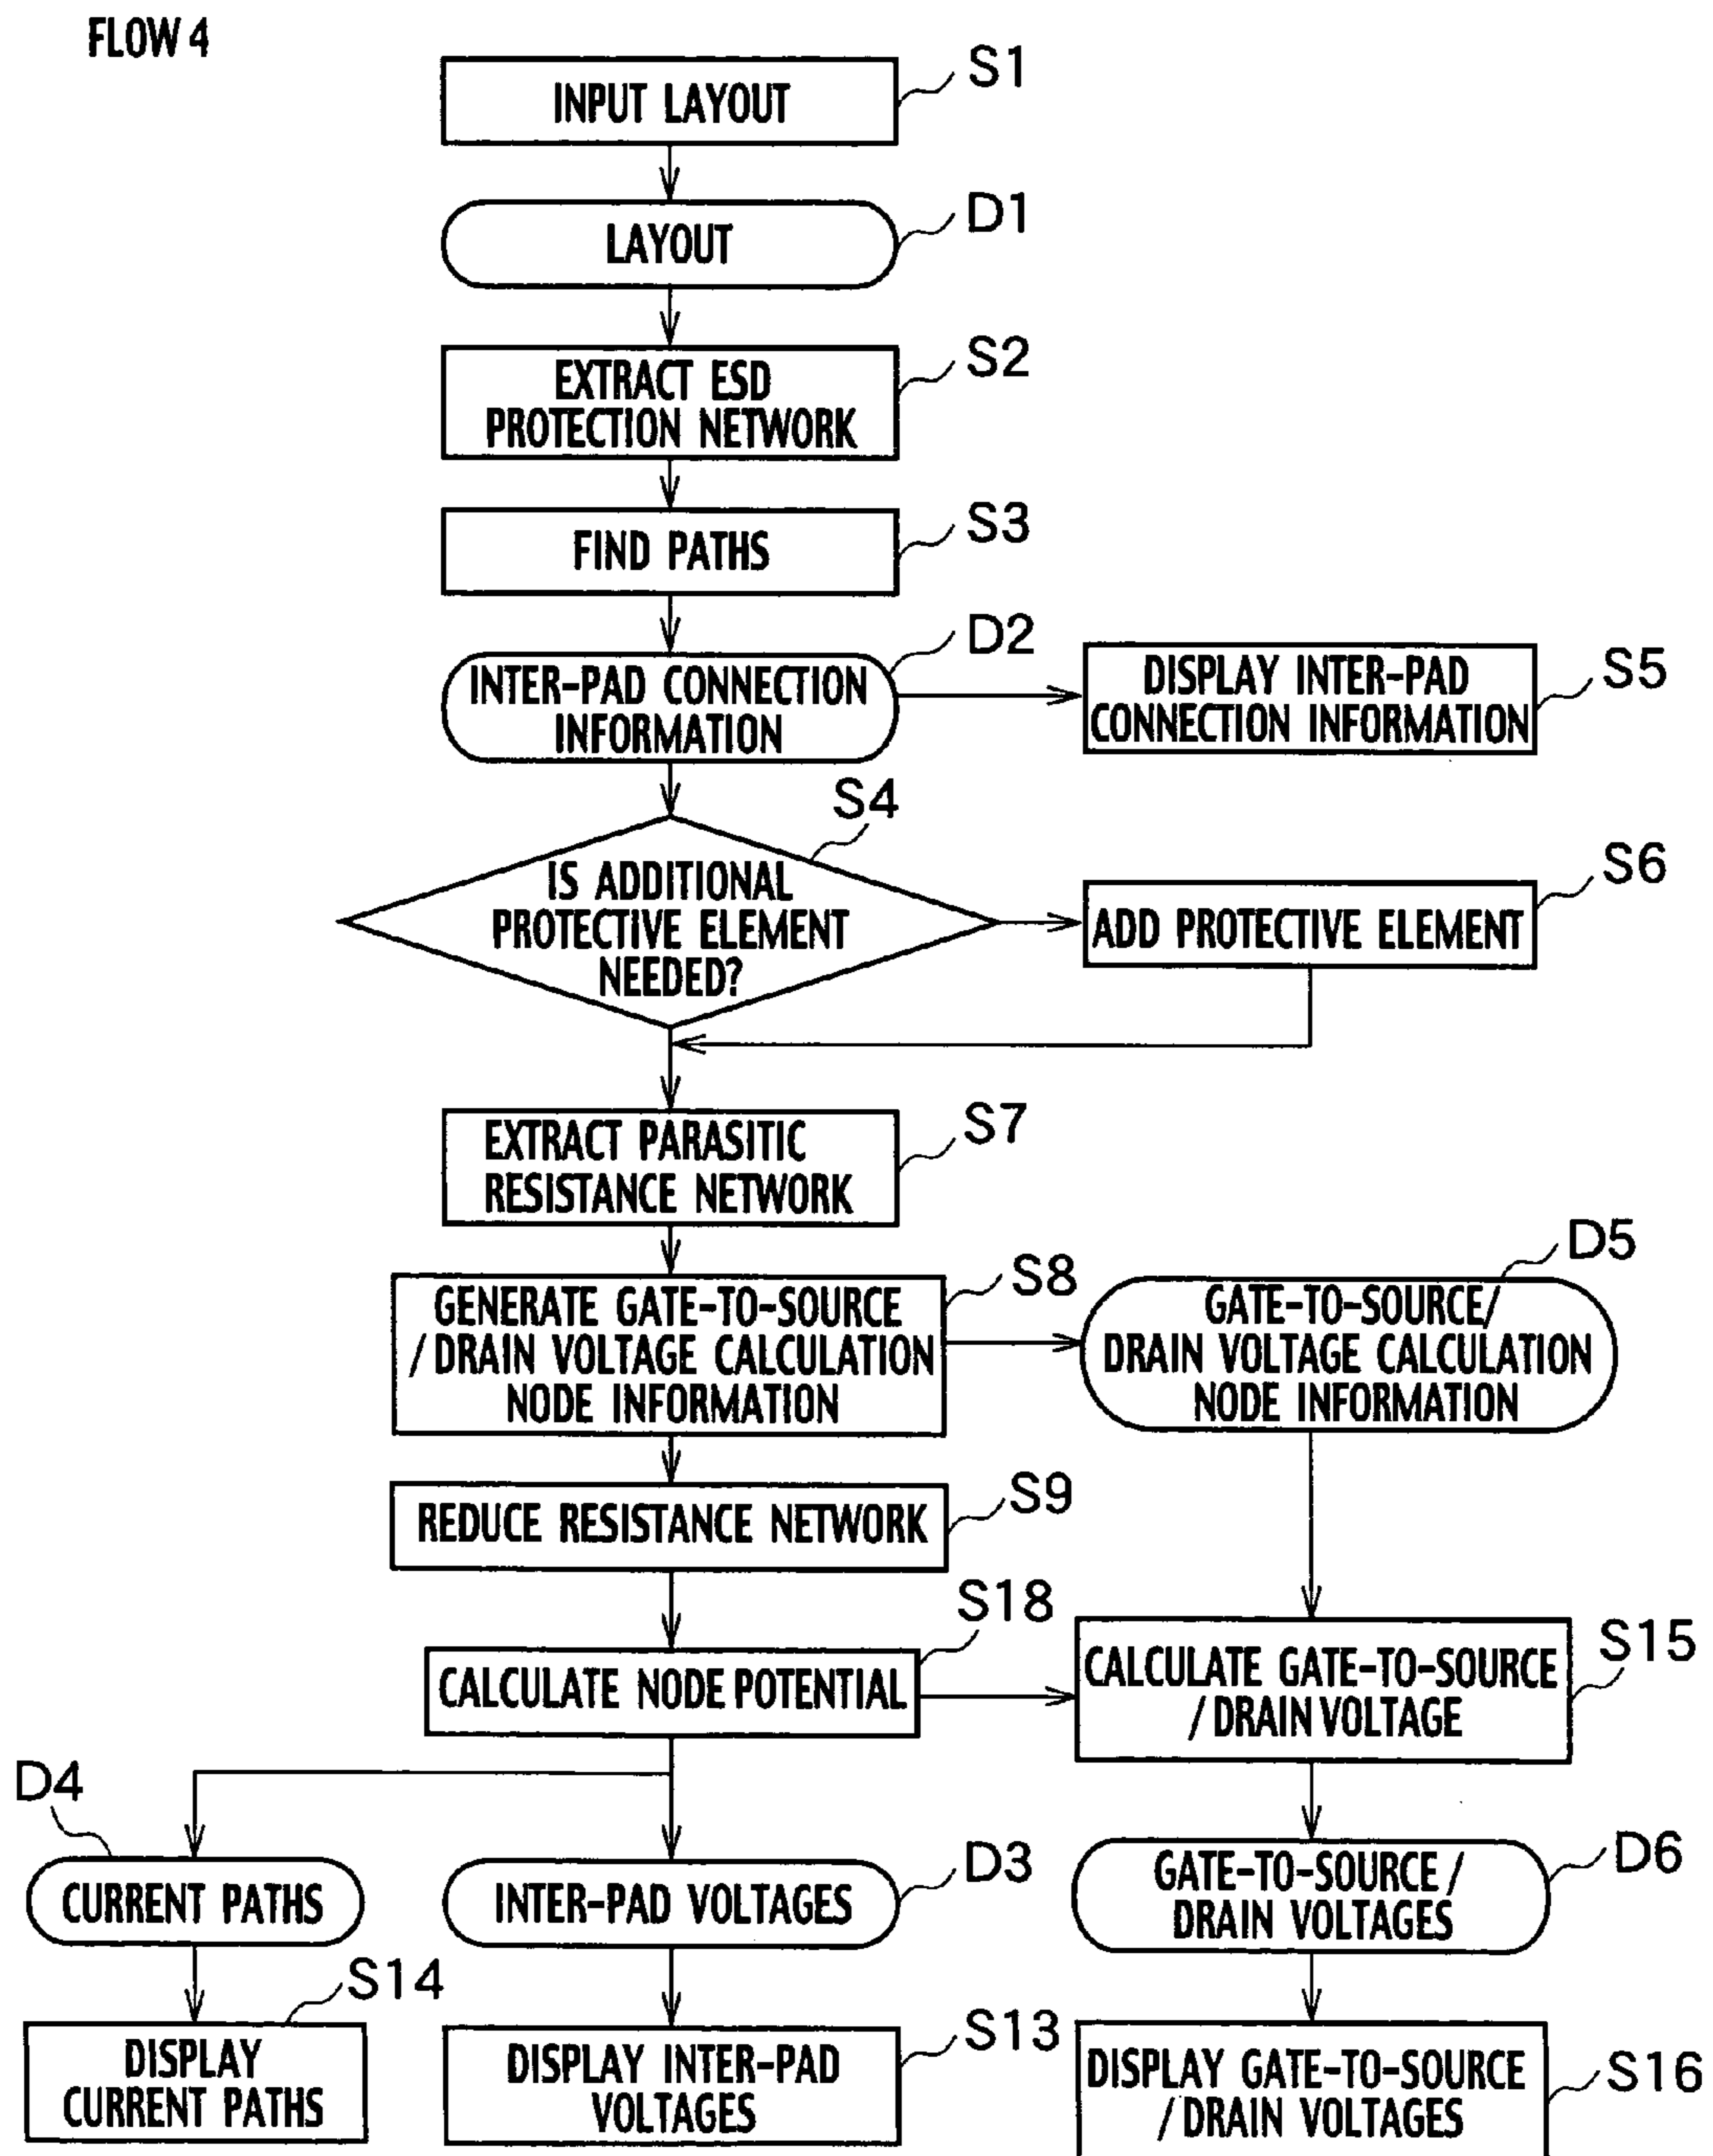 FLOW 4
INPUT LAYOUT
S1
LAYOUT
D1
EXTRACT ESD
PROTECTION NETWORK
S2
FIND PATHS
S3
INTER-PAD CONNECTION
INFORMATION
D2
DISPLAY INTER-PAD
CONNECTION INFORMATION
S5
S4
IS ADDITIONAL
PROTECTIVE ELEMENT
NEEDED?
ADD PROTECTIVE ELEMENT
S6
EXTRACT PARASITIC
RESISTANCE NETWORK
S7
GENERATE GATE-TO-SOURCE
/DRAIN VOLTAGE CALCULATION
NODE INFORMATION
S8
GATE-TO-SOURCE/
DRAIN VOLTAGE CALCULATION
NODE INFORMATION
D5
REDUCE RESISTANCE NETWORK
S9
CALCULATE NODE POTENTIAL
S18
CALCULATE GATE-TO-SOURCE
/DRAIN VOLTAGE
S15
D4
CURRENT PATHS
INTER-PAD VOLTAGES
D3
GATE-TO-SOURCE/
DRAIN VOLTAGES
D6
DISPLAY
CURRENT PATHS
S14
DISPLAY INTER-PAD
VOLTAGES
S13
DISPLAY GATE-TO-SOURCE
/DRAIN VOLTAGES
S16